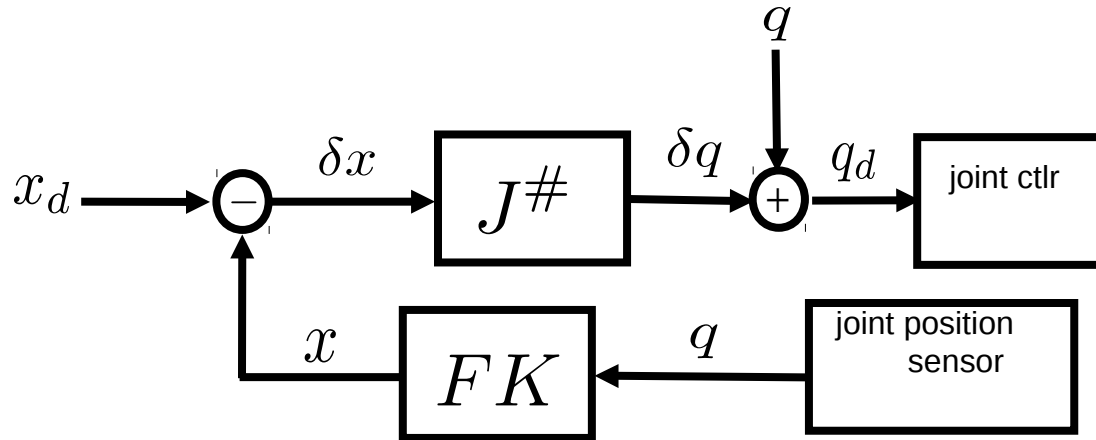 q
x_d
−
δx
J^#
δq
+
q_d
joint ctlr
x
FK
q
joint position
sensor